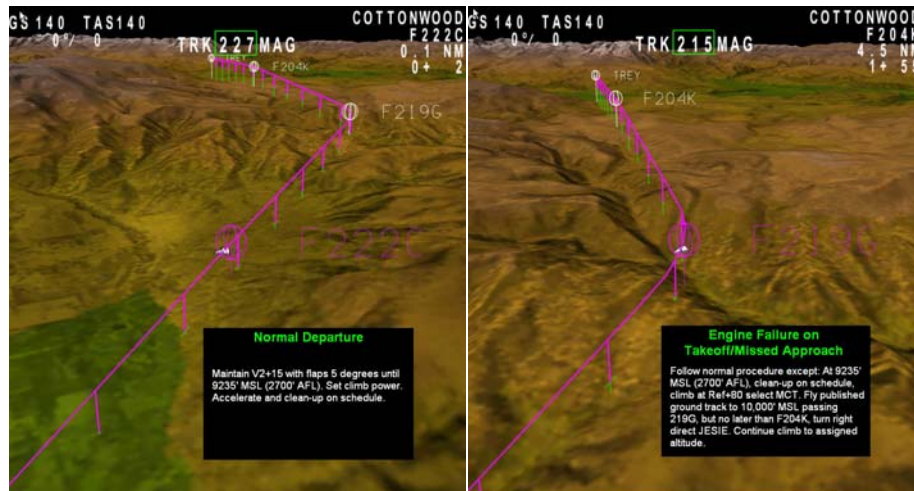 GS 140 TAS140
0°/ 0
COTTONWOOD
F222C
0.1 NM
0+ 2
TRK 227 MAG
TREY
F204K
F219G
F222C
Normal Departure
Maintain V2+15 with flaps 5 degrees until
9235' MSL (2700' AFL). Set climb power.
Accelerate and clean-up on schedule.
GS 140 TAS140
0°/ 0
COTTONWOOD
F204K
4.5 NM
1+ 59
TRK 215 MAG
TREY
F204K
F219G
Engine Failure on
Takeoff/Missed Approach
Follow normal procedure except: At 9235'
MSL (2700' AFL), clean-up on schedule,
climb at Ref+80 select MCT. Fly published
ground track to 10,000' MSL passing
219G, but no later than F204K, turn right
direct JESIE. Continue climb to assigned
altitude.